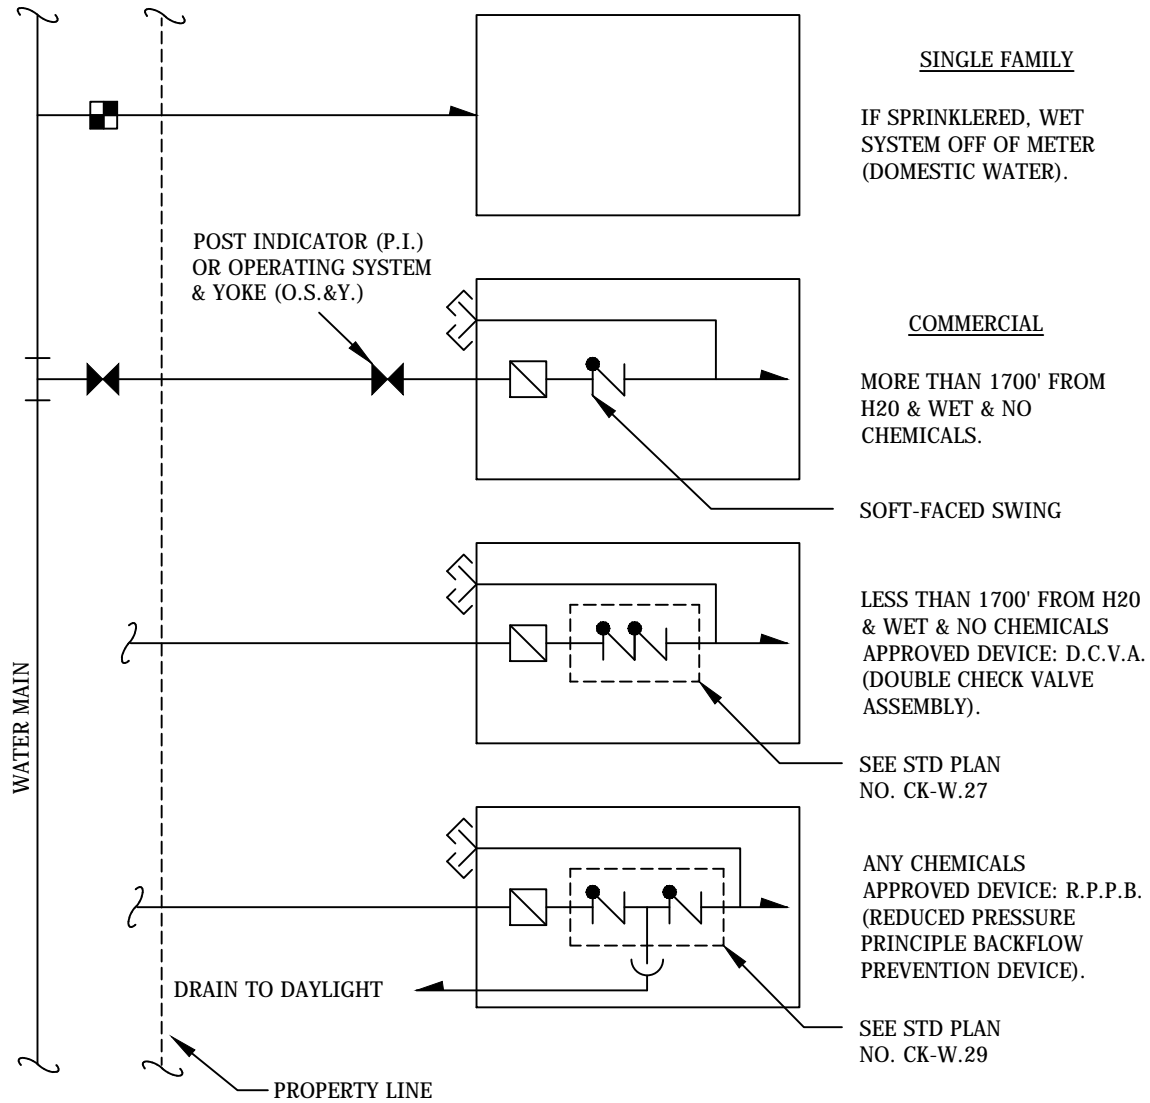 SINGLE FAMILY
IF SPRINKLERED, WET
SYSTEM OFF OF METER
(DOMESTIC WATER).
POST INDICATOR (P.I.)
OR OPERATING SYSTEM
& YOKE (O.S.&Y.)
COMMERCIAL
MORE THAN 1700' FROM
H20 & WET & NO
CHEMICALS.
SOFT-FACED SWING
LESS THAN 1700' FROM H20
& WET & NO CHEMICALS
APPROVED DEVICE: D.C.V.A.
(DOUBLE CHECK VALVE
ASSEMBLY).
WATER MAIN
SEE STD PLAN
NO. CK-W.27
ANY CHEMICALS
APPROVED DEVICE: R.P.P.B.
(REDUCED PRESSURE
PRINCIPLE BACKFLOW
PREVENTION DEVICE).
DRAIN TO DAYLIGHT
SEE STD PLAN
NO. CK-W.29
PROPERTY LINE